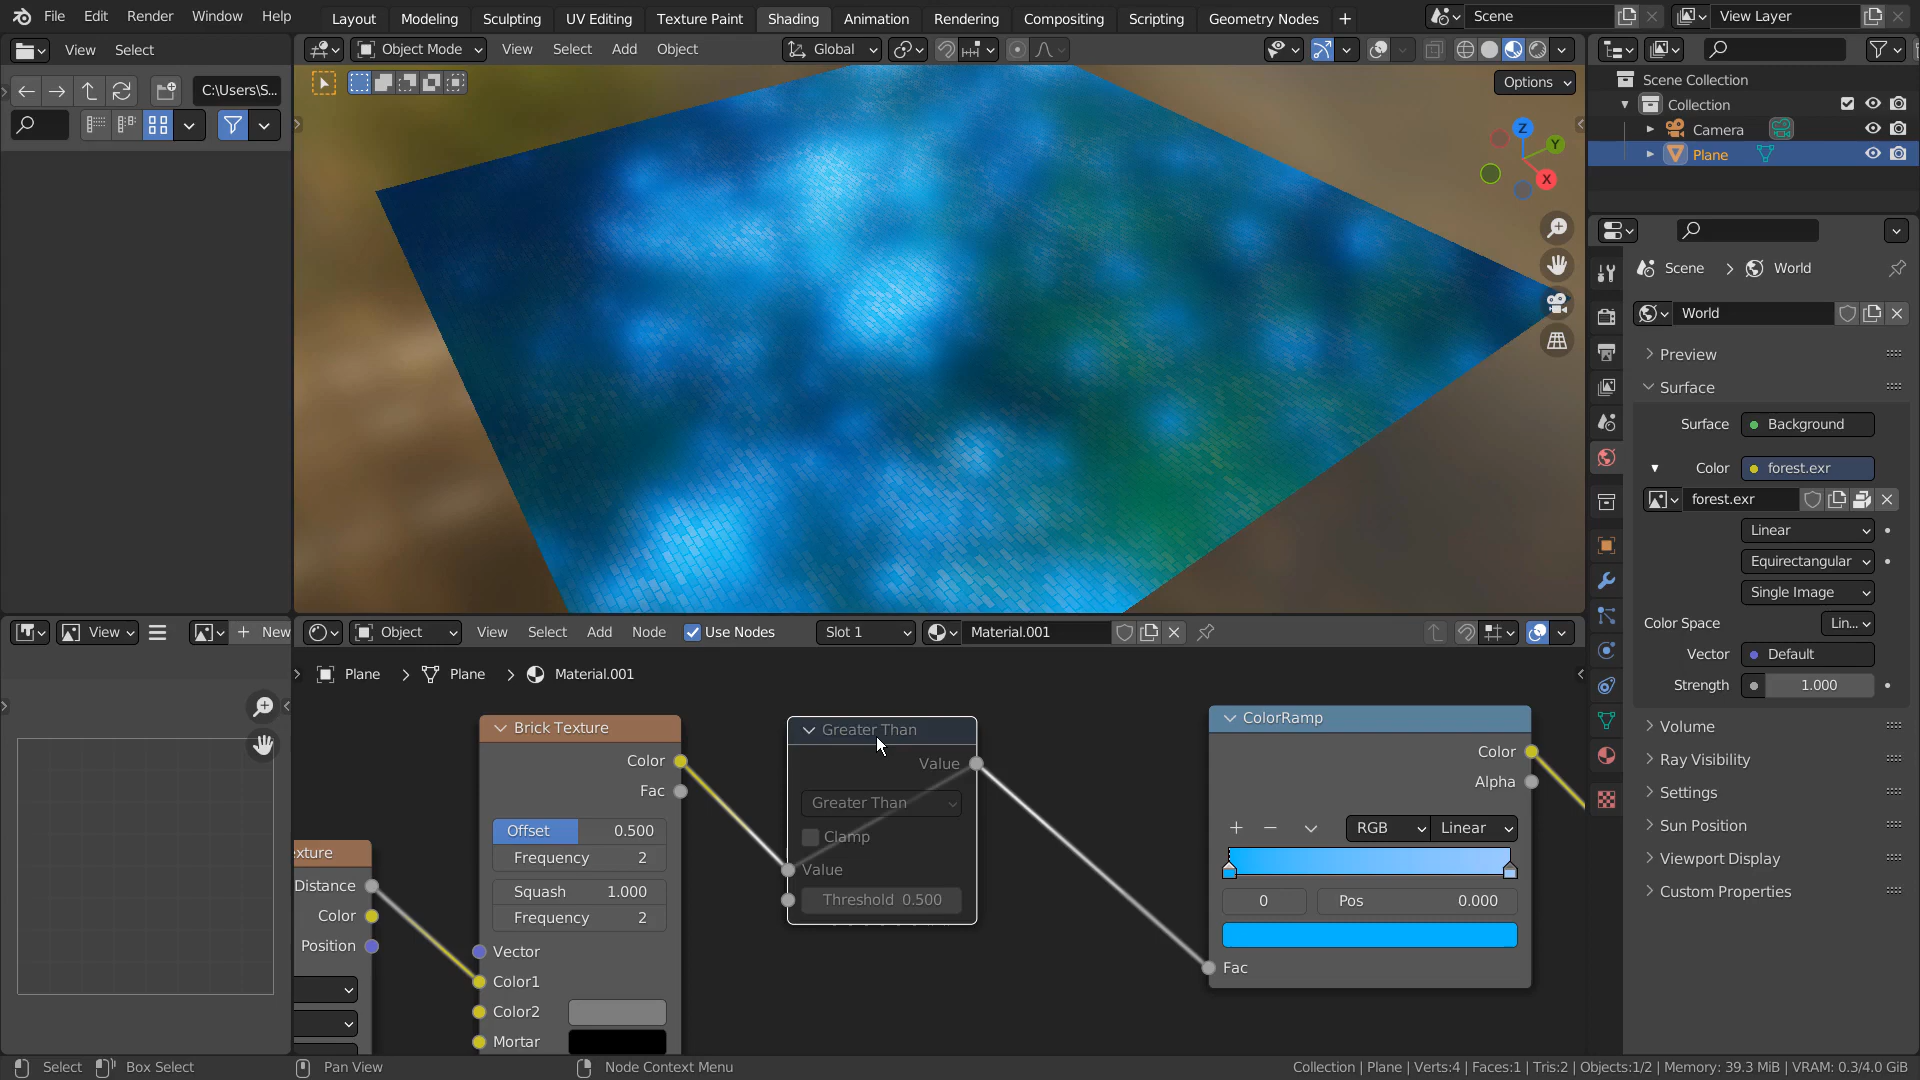 File Edit Render Window Help Layout Modeling Sculpting UV Editing Texture Paint Shading Animation Rendering Compositing Scripting Geometry Nodes + Scene View Layer
View Select Object Mode View Select Add Object Global
C:\Users\S...
Options
Z
Y
X
Scene Collection
Collection
Camera
Plane
Scene > World
World
Preview
Surface
Surface Background
Color forest.exr
forest.exr
Linear
Equirectangular
Single Image
Color Space Lin...
Vector Default
Strength 1.000
Volume
Ray Visibility
Settings
Sun Position
Viewport Display
Custom Properties
View + New Object View Select Add Node Use Nodes Slot 1 Material.001
Plane > Plane > Material.001
exture
Distance
Color
Position
Brick Texture
Color
Fac
Offset 0.500
Frequency 2
Squash 1.000
Frequency 2
Vector
Color1
Color2
Mortar
Greater Than
Value
Greater Than
Clamp
Value
Threshold 0.500
ColorRamp
Color
Alpha
+ − RGB Linear
0 Pos 0.000
Fac
Select Box Select Pan View Node Context Menu Collection | Plane | Verts:4 | Faces:1 | Tris:2 | Objects:1/2 | Memory: 39.3 MiB | VRAM: 0.3/4.0 GiB